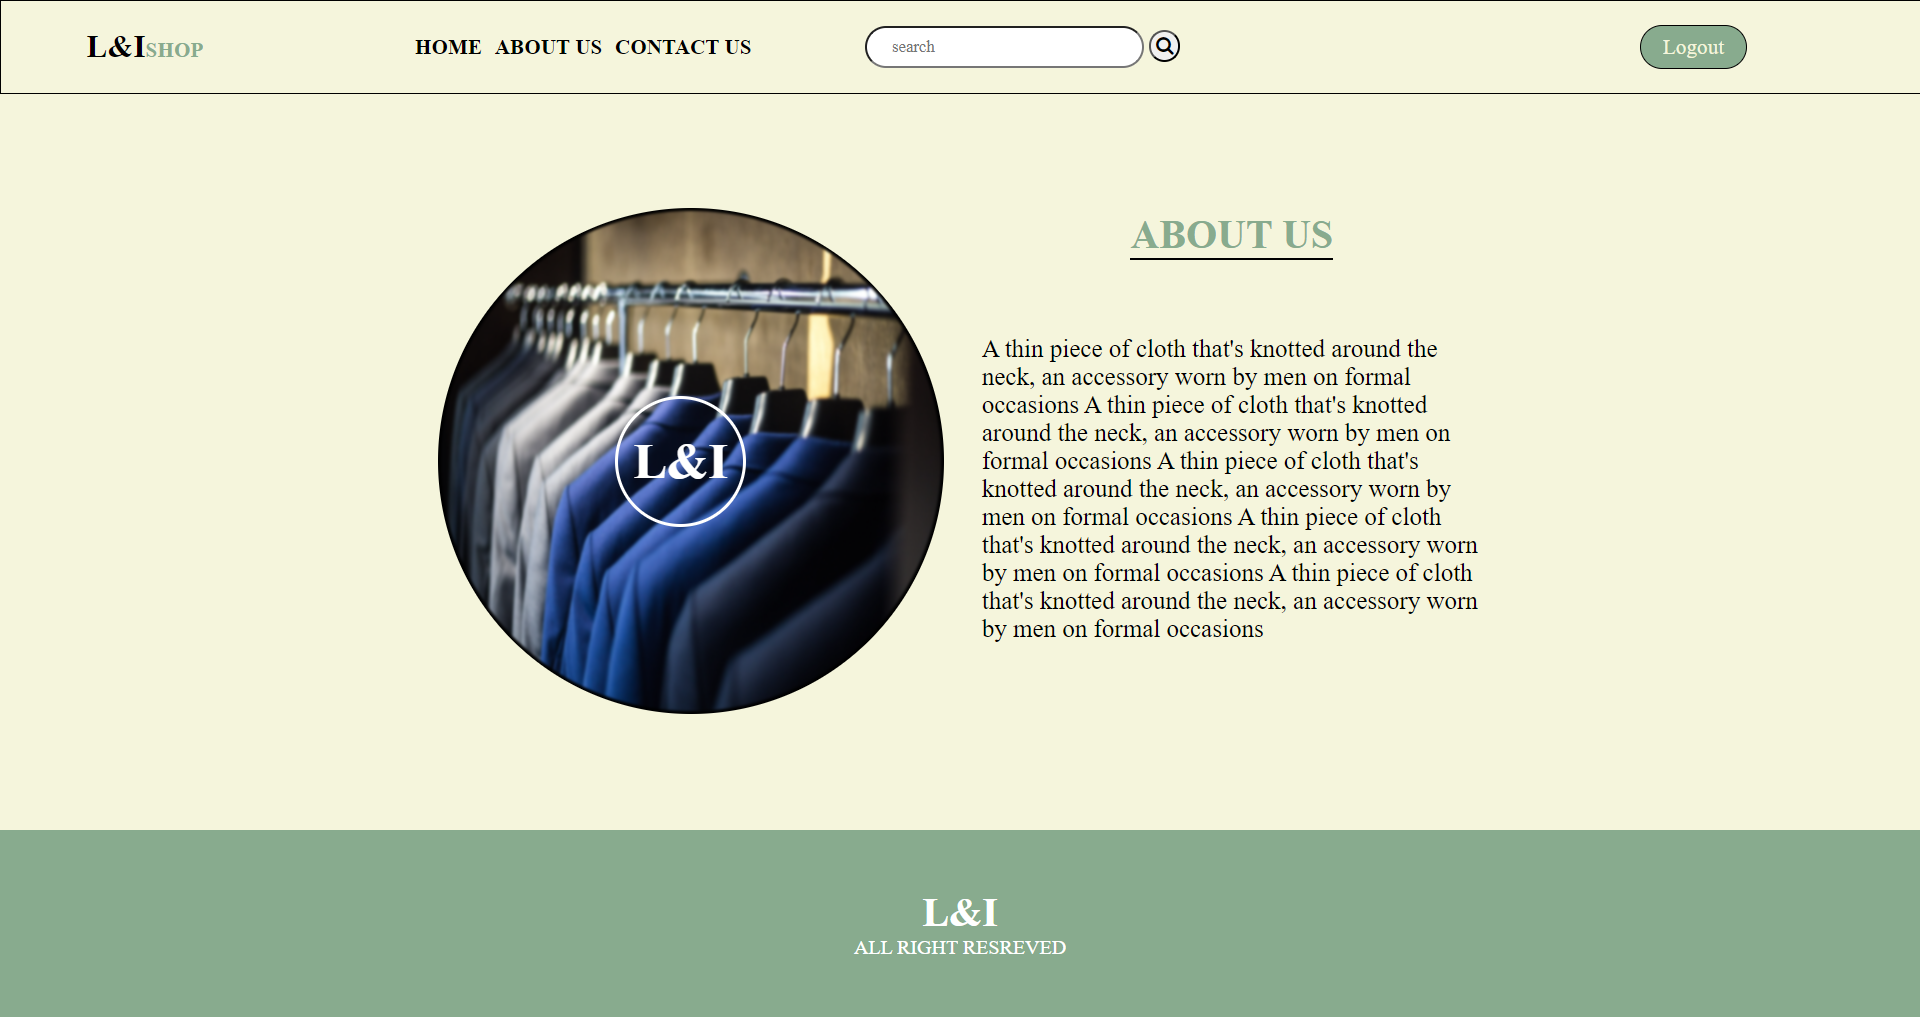 L&ISHOP HOME ABOUT US CONTACT US search Logout
L&I
ABOUT US
A thin piece of cloth that's knotted around the
neck, an accessory worn by men on formal
occasions A thin piece of cloth that's knotted
around the neck, an accessory worn by men on
formal occasions A thin piece of cloth that's
knotted around the neck, an accessory worn by
men on formal occasions A thin piece of cloth
that's knotted around the neck, an accessory worn
by men on formal occasions A thin piece of cloth
that's knotted around the neck, an accessory worn
by men on formal occasions
L&I
ALL RIGHT RESREVED